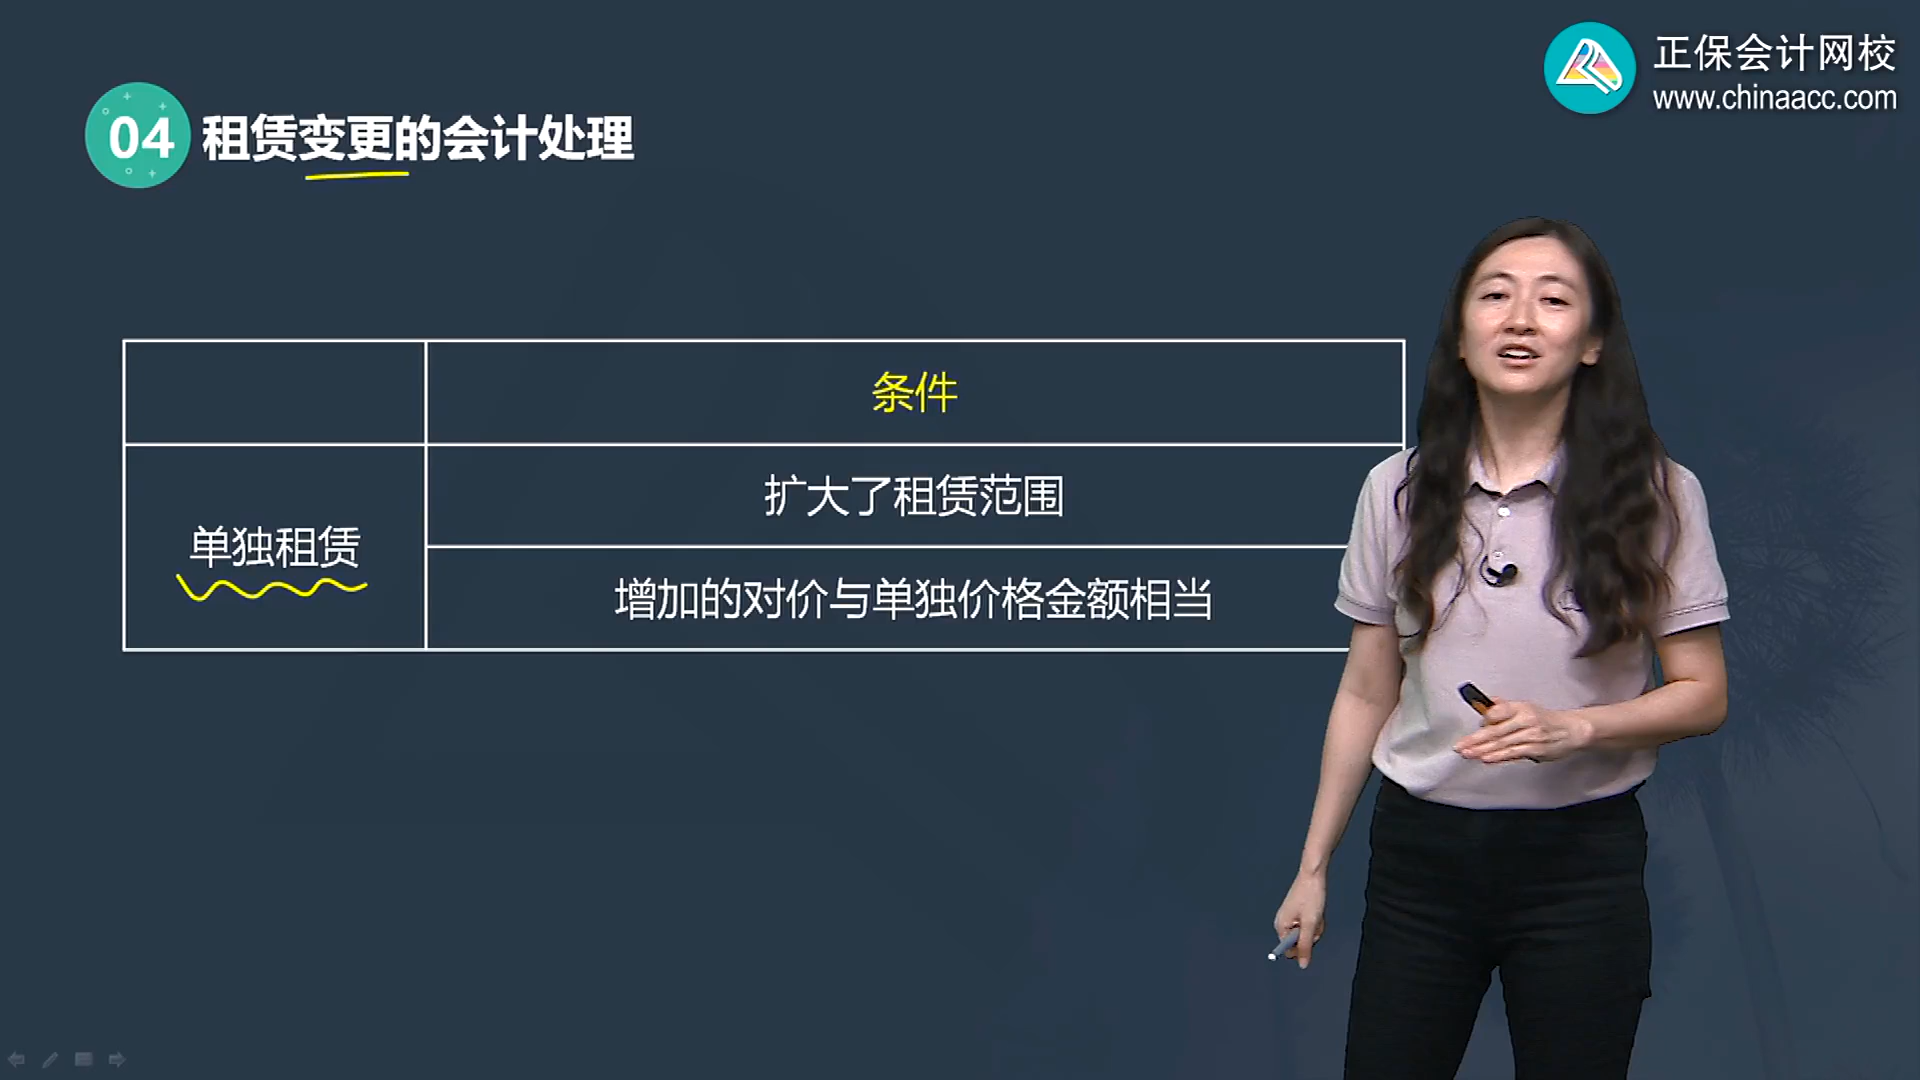 正保会计网校
www.chinaacc.com
04 租赁变更的会计处理
条件
单独租赁
扩大了租赁范围
增加的对价与单独价格金额相当